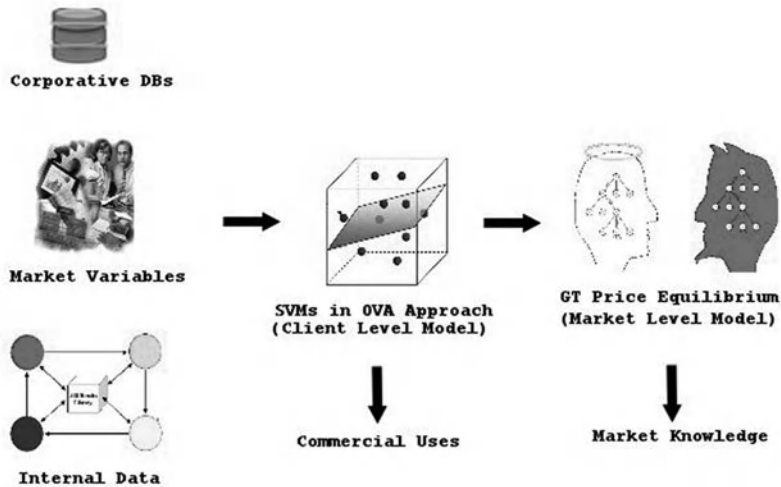 Corporative DBs
Market Variables
SVMs in OVA Approach
(Client Level Model)
GT Price Equilibrium
(Market Level Model)
Commercial Uses
Market Knowledge
Internal Data